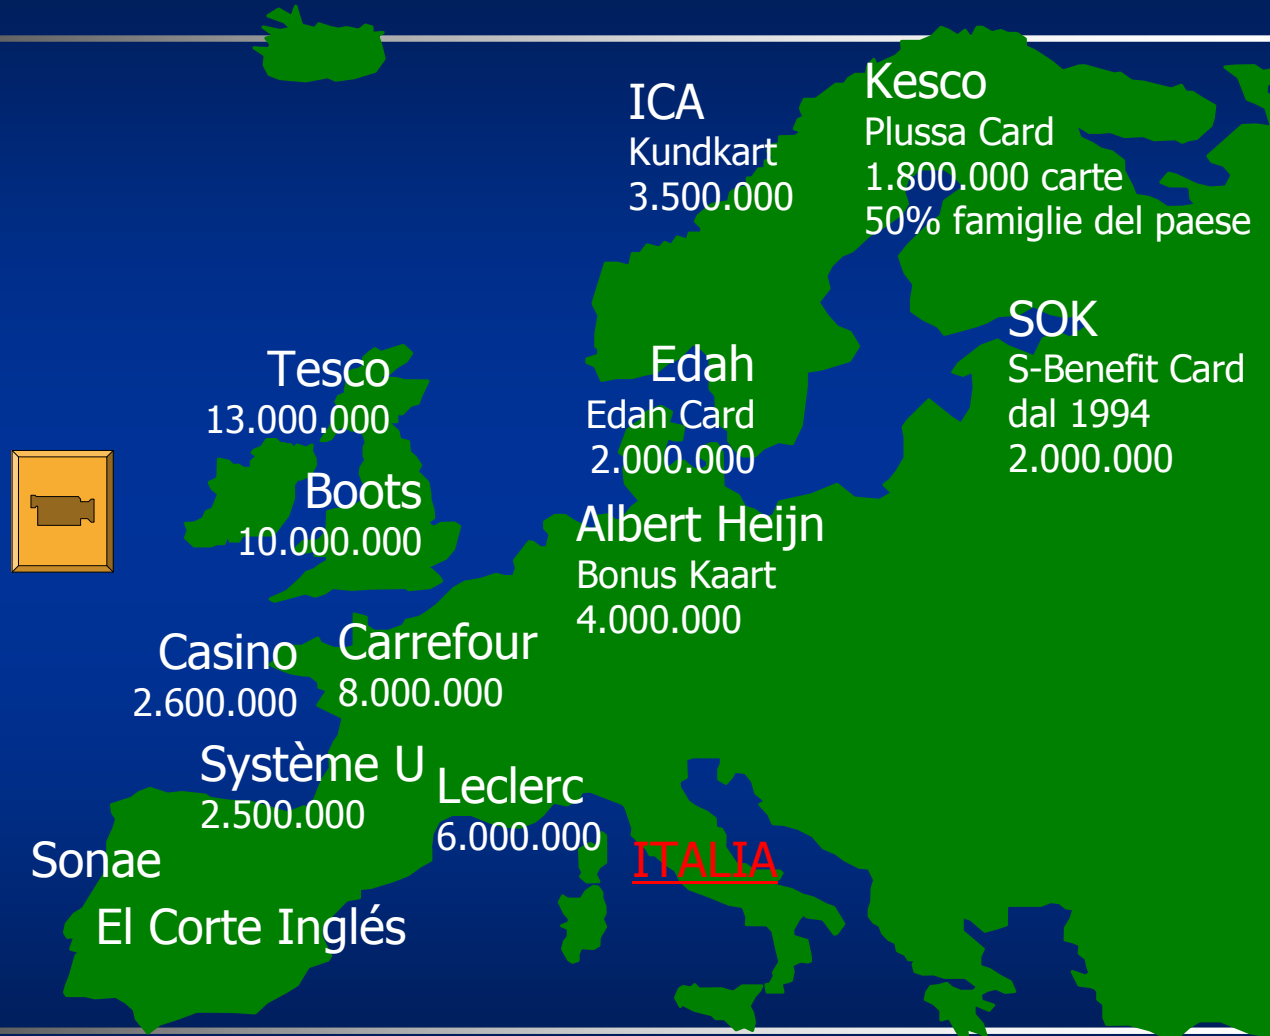 ICA
Kundkart
3.500.000
Kesco
Plussa Card
1.800.000 carte
50% famiglie del paese
SOK
S-Benefit Card
dal 1994
2.000.000
Tesco
13.000.000
Edah
Edah Card
2.000.000
Boots
10.000.000
Albert Heijn
Bonus Kaart
4.000.000
Casino
2.600.000
Carrefour
8.000.000
Système U
2.500.000
Leclerc
6.000.000
Sonae
ITALIA
El Corte Inglés